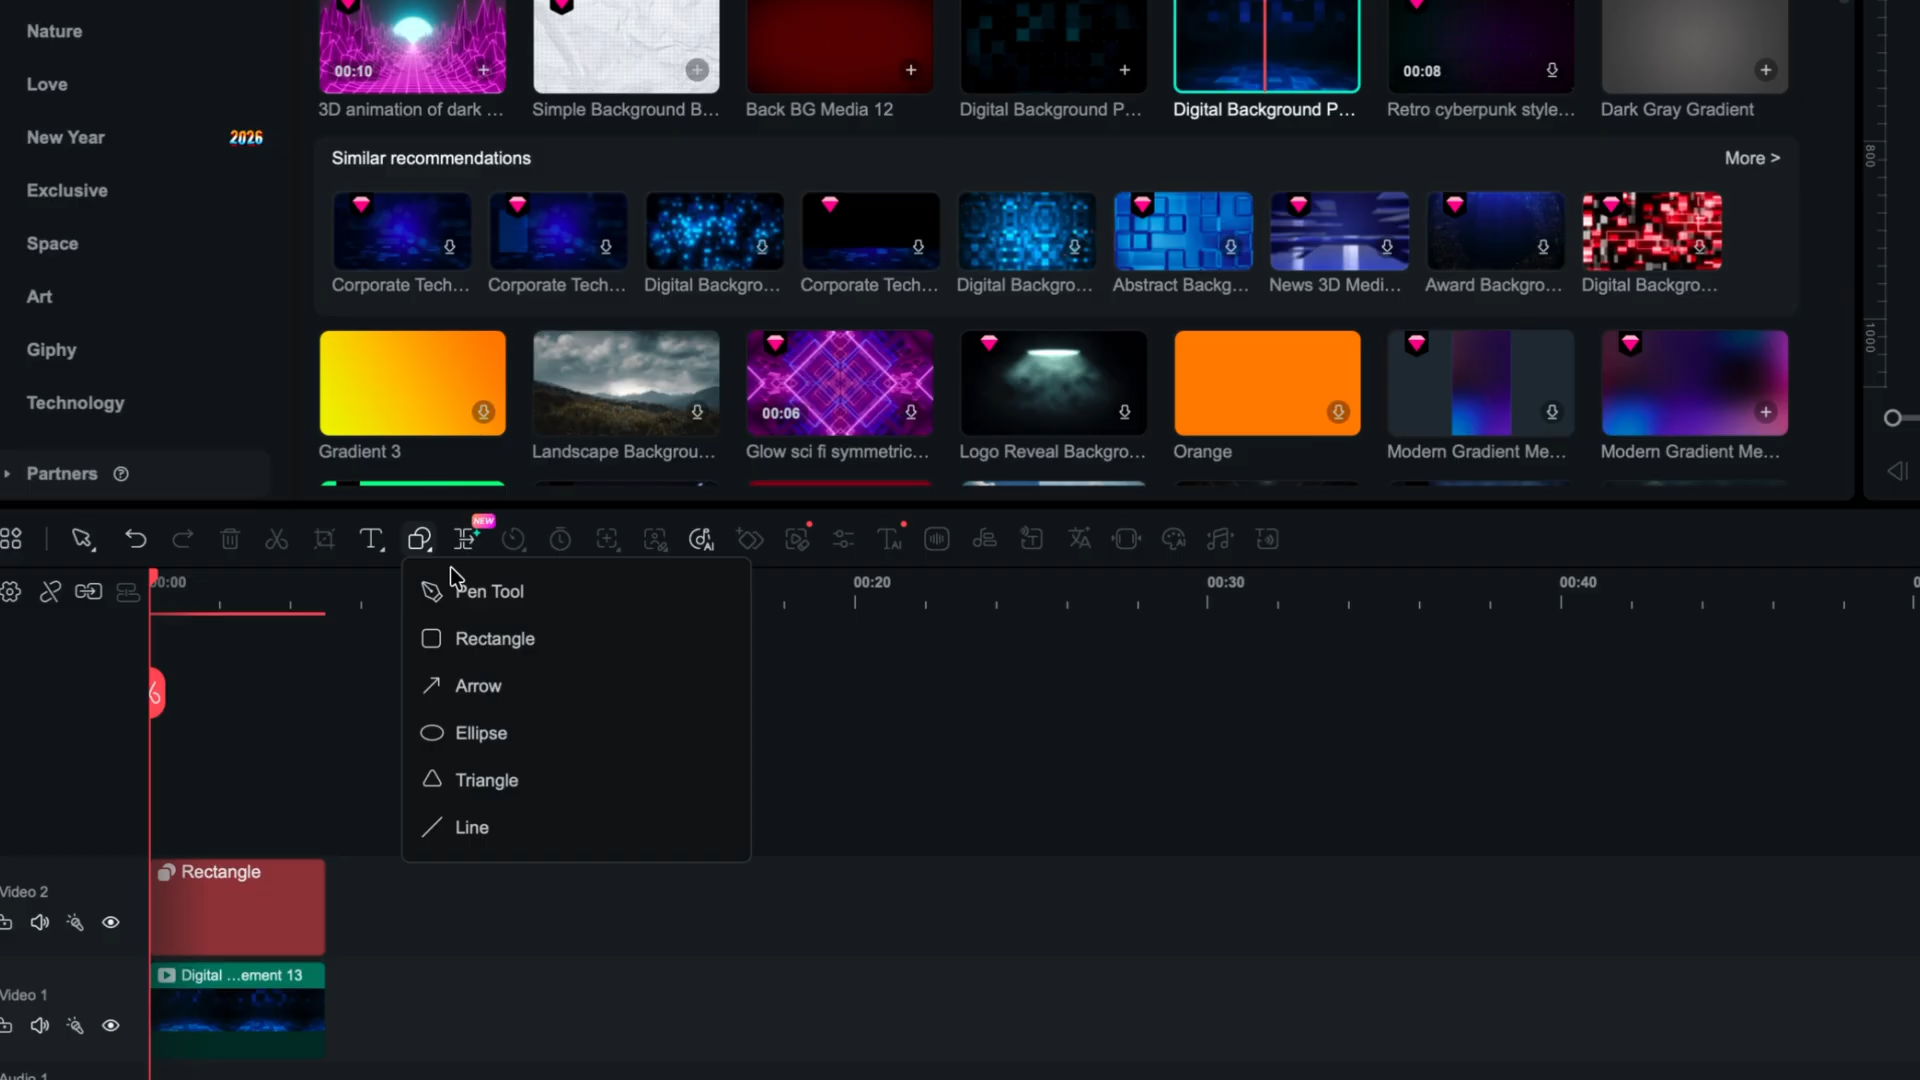 Nature
Love
New Year
2026
Exclusive
Space
Art
Giphy
Technology
Partners
00:10
00:08
3D animation of dark ...
Simple Background B...
Back BG Media 12
Digital Background P...
Digital Background P...
Retro cyberpunk style...
Dark Gray Gradient
Similar recommendations
More >
Corporate Tech...
Corporate Tech...
Digital Backgro...
Corporate Tech...
Digital Backgro...
Abstract Backg...
News 3D Medi...
Award Backgro...
Digital Backgro...
00:06
Gradient 3
Landscape Backgrou...
Glow sci fi symmetric...
Logo Reveal Backgro...
Orange
Modern Gradient Me...
Modern Gradient Me...
800
1000
NEW
00:20
00:30
00:40
Pen Tool
Rectangle
Arrow
Ellipse
Triangle
Line
Video 2
Rectangle
Video 1
Digital ...ement 13